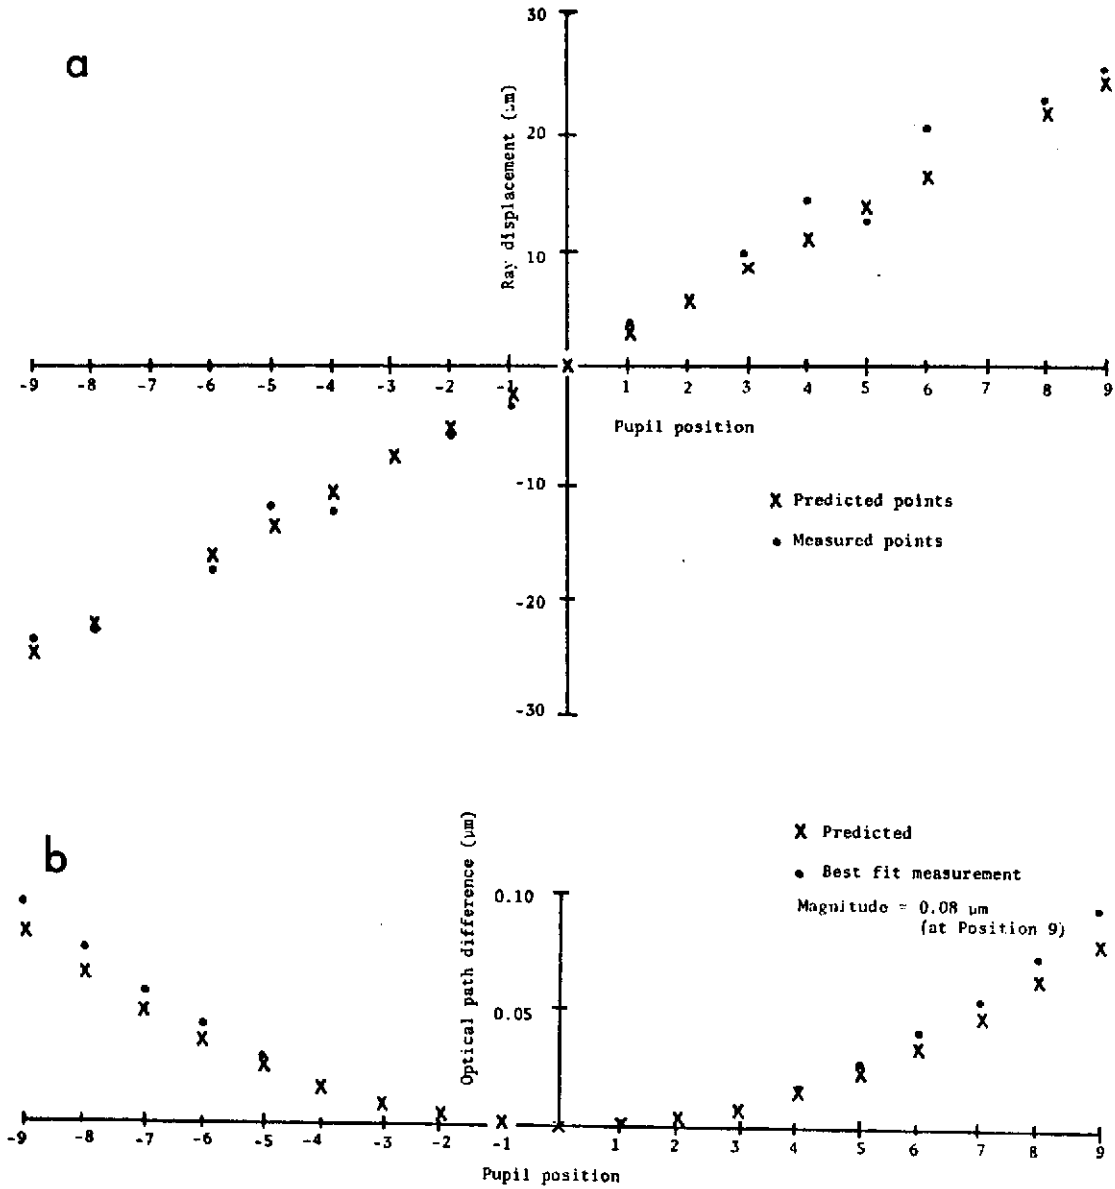 a
Ray displacement (μm)
30
20
10
-9 -8 -7 -6 -5 -4 -3 -2 -1 1 2 3 4 5 6 7 8 9
Pupil position
-10
-20
-30
X Predicted points
• Measured points
b
Optical path difference (μm)
0.10
0.05
X Predicted
• Best fit measurement
Magnitude = 0.08 μm
(at Position 9)
-9 -8 -7 -6 -5 -4 -3 -2 -1 1 2 3 4 5 6 7 8 9
Pupil position